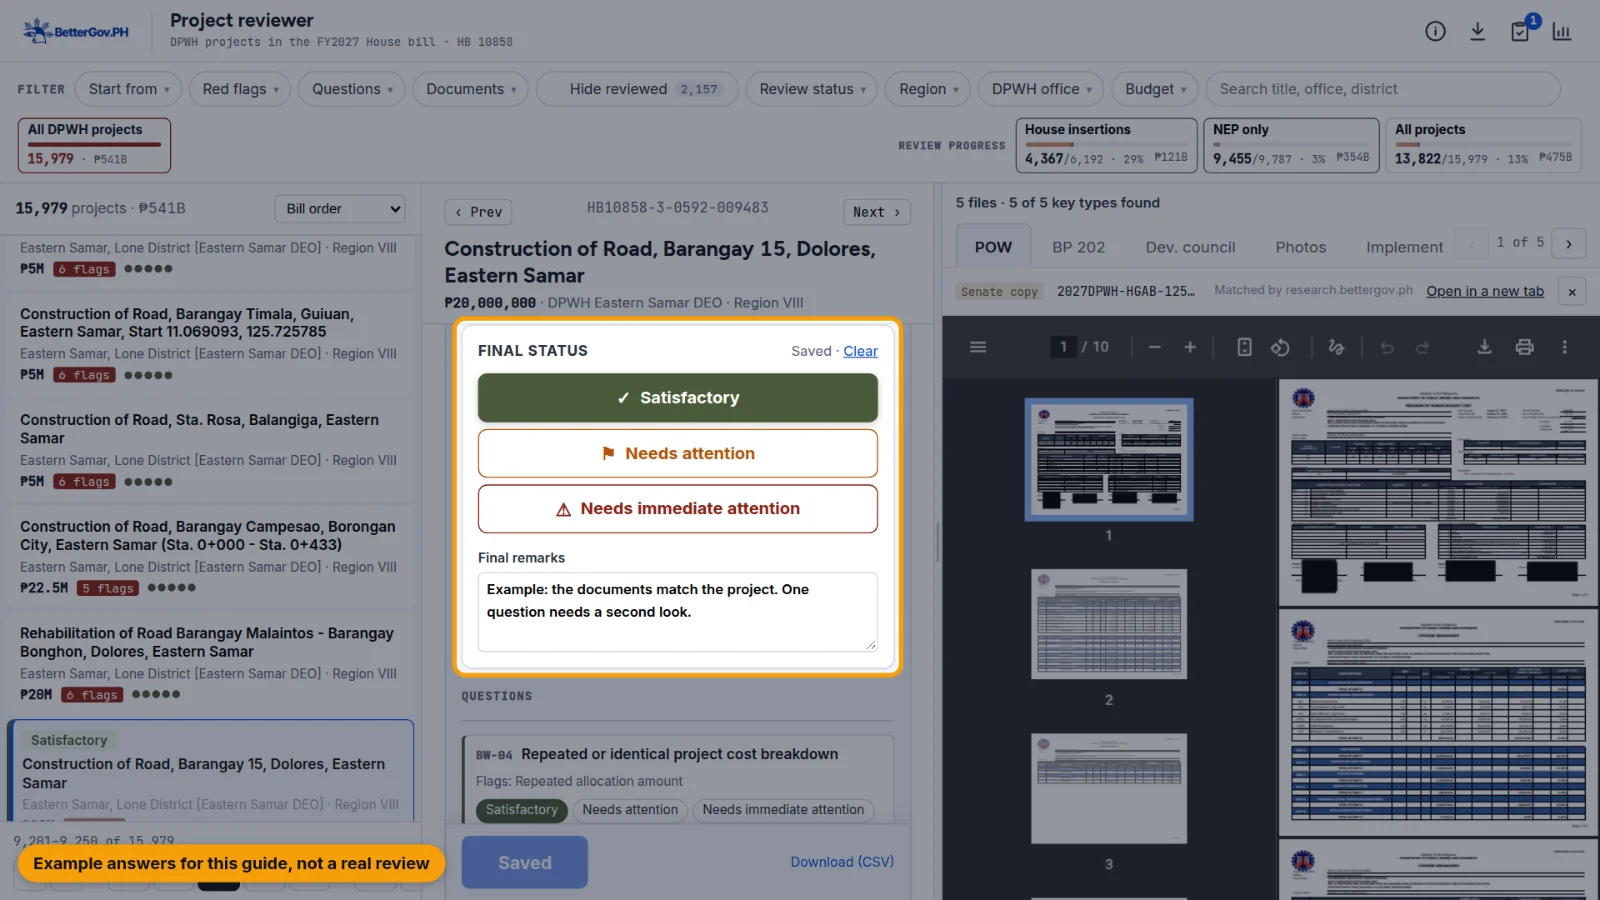 BetterGov.PH
Project reviewer
DPWH projects in the FY2027 House bill · HB 10858
1
FILTER
Start from
Red flags
Questions
Documents
Hide reviewed 2,157
Review status
Region
DPWH office
Budget
Search title, office, district
All DPWH projects
15,979 · ₱541B
REVIEW PROGRESS
House insertions
4,367/6,192 · 29% ₱121B
NEP only
9,455/9,787 · 3% ₱354B
All projects
13,822/15,979 · 13% ₱475B
15,979 projects · ₱541B
Bill order
Eastern Samar, Lone District [Eastern Samar DEO] · Region VIII
₱5M 6 flags
Construction of Road, Barangay Timala, Guiuan,
Eastern Samar, Start 11.069093, 125.725785
Eastern Samar, Lone District [Eastern Samar DEO] · Region VIII
₱5M 6 flags
Construction of Road, Sta. Rosa, Balangiga, Eastern
Samar
Eastern Samar, Lone District [Eastern Samar DEO] · Region VIII
₱5M 6 flags
Construction of Road, Barangay Campesao, Borongan
City, Eastern Samar (Sta. 0+000 - Sta. 0+433)
Eastern Samar, Lone District [Eastern Samar DEO] · Region VIII
₱22.5M 5 flags
Rehabilitation of Road Barangay Malaintos - Barangay
Bonghon, Dolores, Eastern Samar
Eastern Samar, Lone District [Eastern Samar DEO] · Region VIII
₱20M 6 flags
Satisfactory
Construction of Road, Barangay 15, Dolores, Eastern
Samar
Eastern Samar, Lone District [Eastern Samar DEO] · Region VIII
9,201–9,250 of 15,979
Example answers for this guide, not a real review
‹ Prev
HB10858-3-0592-009483
Next ›
Construction of Road, Barangay 15, Dolores,
Eastern Samar
₱20,000,000 · DPWH Eastern Samar DEO · Region VIII
FINAL STATUS
Saved · Clear
✓ Satisfactory
⚑ Needs attention
⚠ Needs immediate attention
Final remarks
Example: the documents match the project. One
question needs a second look.
QUESTIONS
BW-04 Repeated or identical project cost breakdown
Flags: Repeated allocation amount
Satisfactory
Needs attention
Needs immediate attention
Saved
Download (CSV)
5 files · 5 of 5 key types found
POW
BP 202
Dev. council
Photos
Implement
‹ 1 of 5 ›
Senate copy
2027DPWH-HGAB-125…
Matched by research.bettergov.ph
Open in a new tab
×
1 / 10
1
2
3